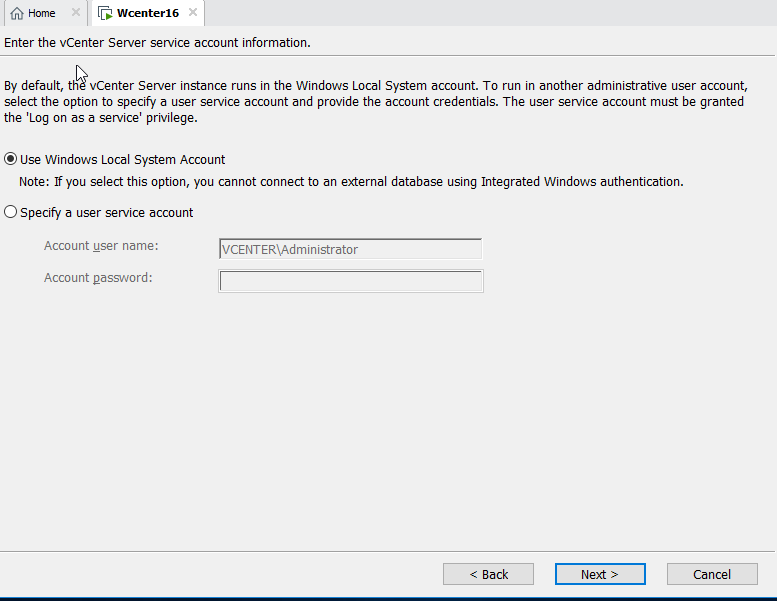 Home
Wcenter16
Enter the vCenter Server service account information.
By default, the vCenter Server instance runs in the Windows Local System account. To run in another administrative user account,
select the option to specify a user service account and provide the account credentials. The user service account must be granted
the 'Log on as a service' privilege.
Use Windows Local System Account
Note: If you select this option, you cannot connect to an external database using Integrated Windows authentication.
Specify a user service account
Account user name:
VCENTER\Administrator
Account password:
< Back
Next >
Cancel